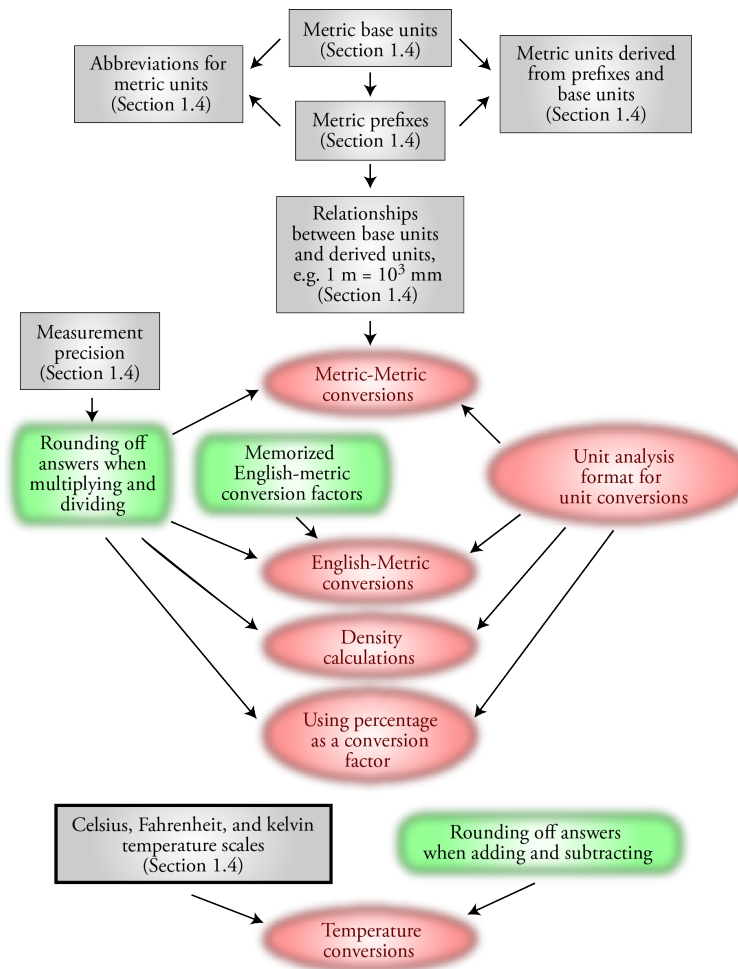 Metric base units
(Section 1.4)
Abbreviations for
metric units
(Section 1.4)
Metric units derived
from prefixes and
base units
(Section 1.4)
Metric prefixes
(Section 1.4)
Relationships
between base units
and derived units,
e.g. 1 m = 10³ mm
(Section 1.4)
Measurement
precision
(Section 1.4)
Metric-Metric
conversions
Rounding off
answers when
multiplying and
dividing
Memorized
English-metric
conversion factors
Unit analysis
format for
unit conversions
English-Metric
conversions
Density
calculations
Using percentage
as a conversion
factor
Celsius, Fahrenheit, and kelvin
temperature scales
(Section 1.4)
Rounding off answers
when adding and subtracting
Temperature
conversions